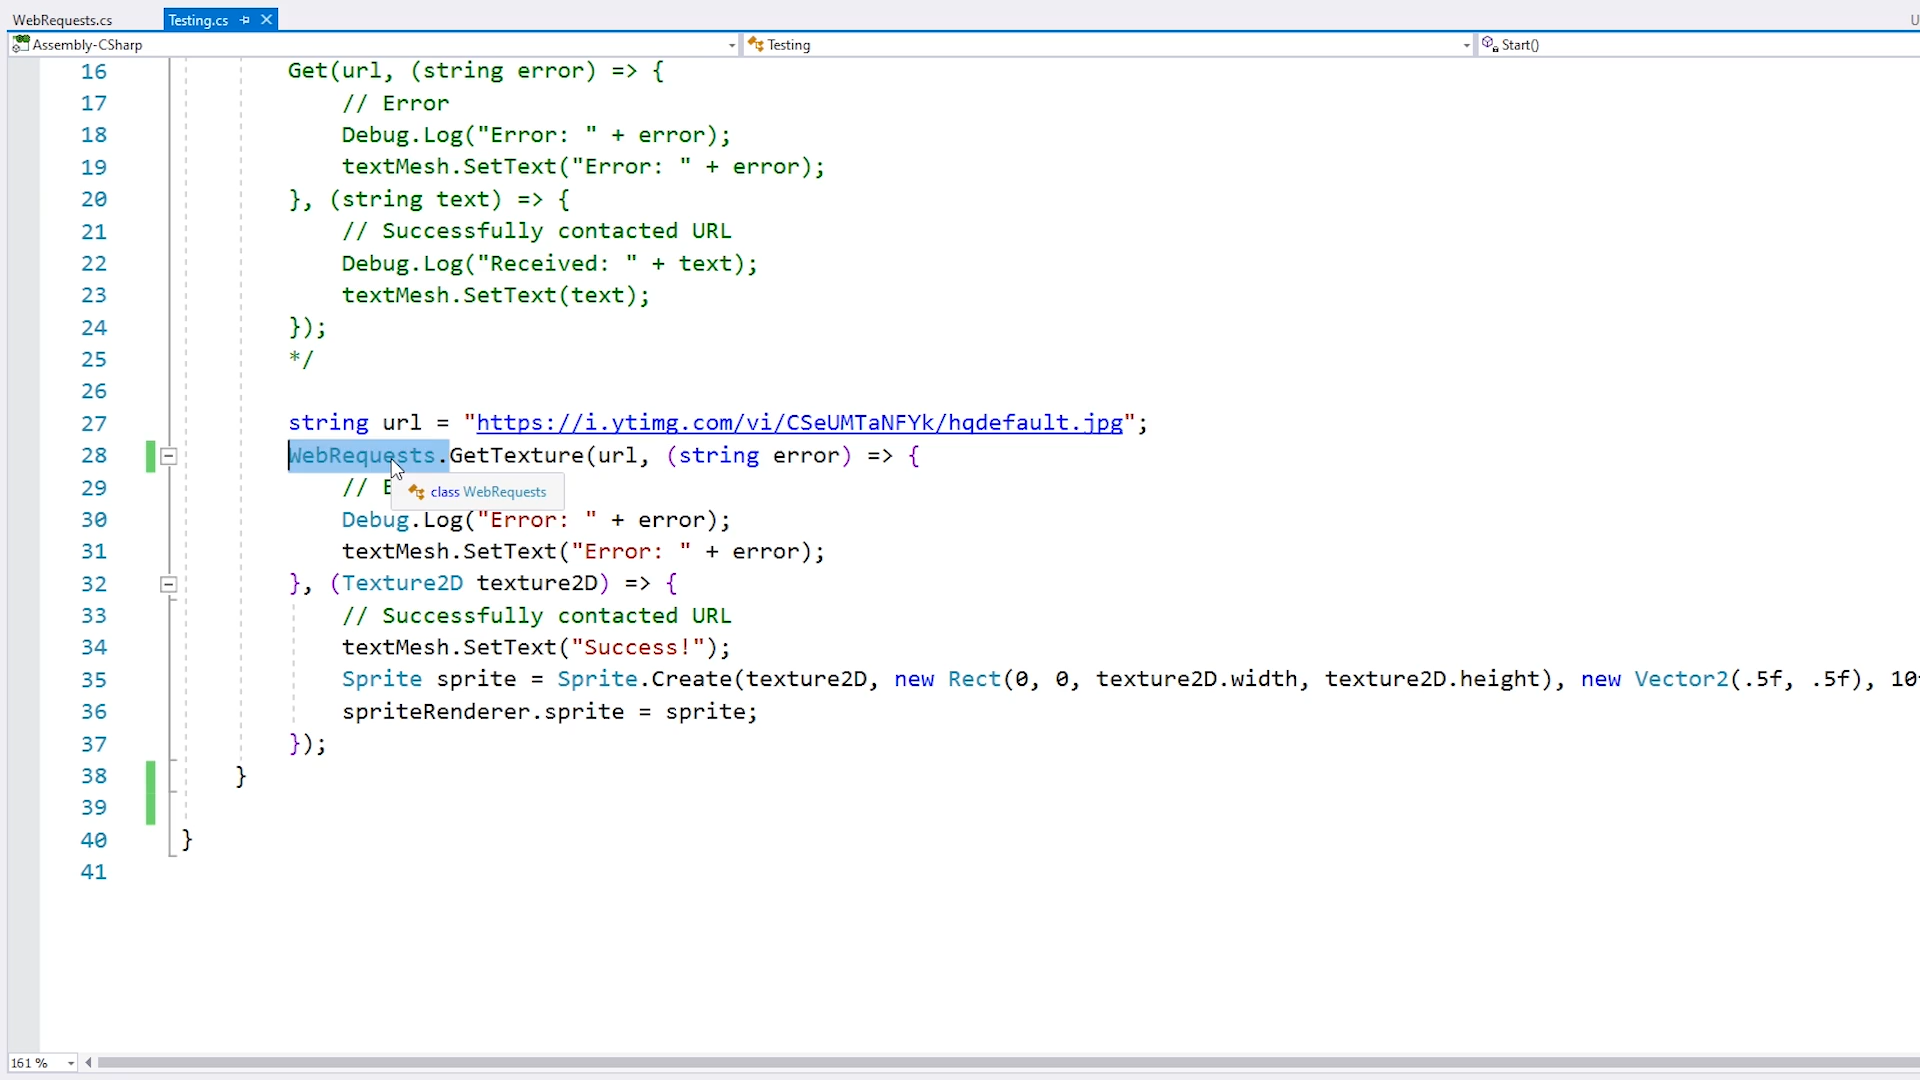 WebRequests.cs
Testing.cs
Assembly-CSharp
Testing
Start()
16 Get(url, (string error) => {
17 // Error
18 Debug.Log("Error: " + error);
19 textMesh.SetText("Error: " + error);
20 }, (string text) => {
21 // Successfully contacted URL
22 Debug.Log("Received: " + text);
23 textMesh.SetText(text);
24 });
25 */
26
27 string url = "https://i.ytimg.com/vi/CSeUMTaNFYk/hqdefault.jpg";
28 WebRequests.GetTexture(url, (string error) => {
29 // E
class WebRequests
30 Debug.Log("Error: " + error);
31 textMesh.SetText("Error: " + error);
32 }, (Texture2D texture2D) => {
33 // Successfully contacted URL
34 textMesh.SetText("Success!");
35 Sprite sprite = Sprite.Create(texture2D, new Rect(0, 0, texture2D.width, texture2D.height), new Vector2(.5f, .5f), 10
36 spriteRenderer.sprite = sprite;
37 });
38 }
39
40 }
41
161 %